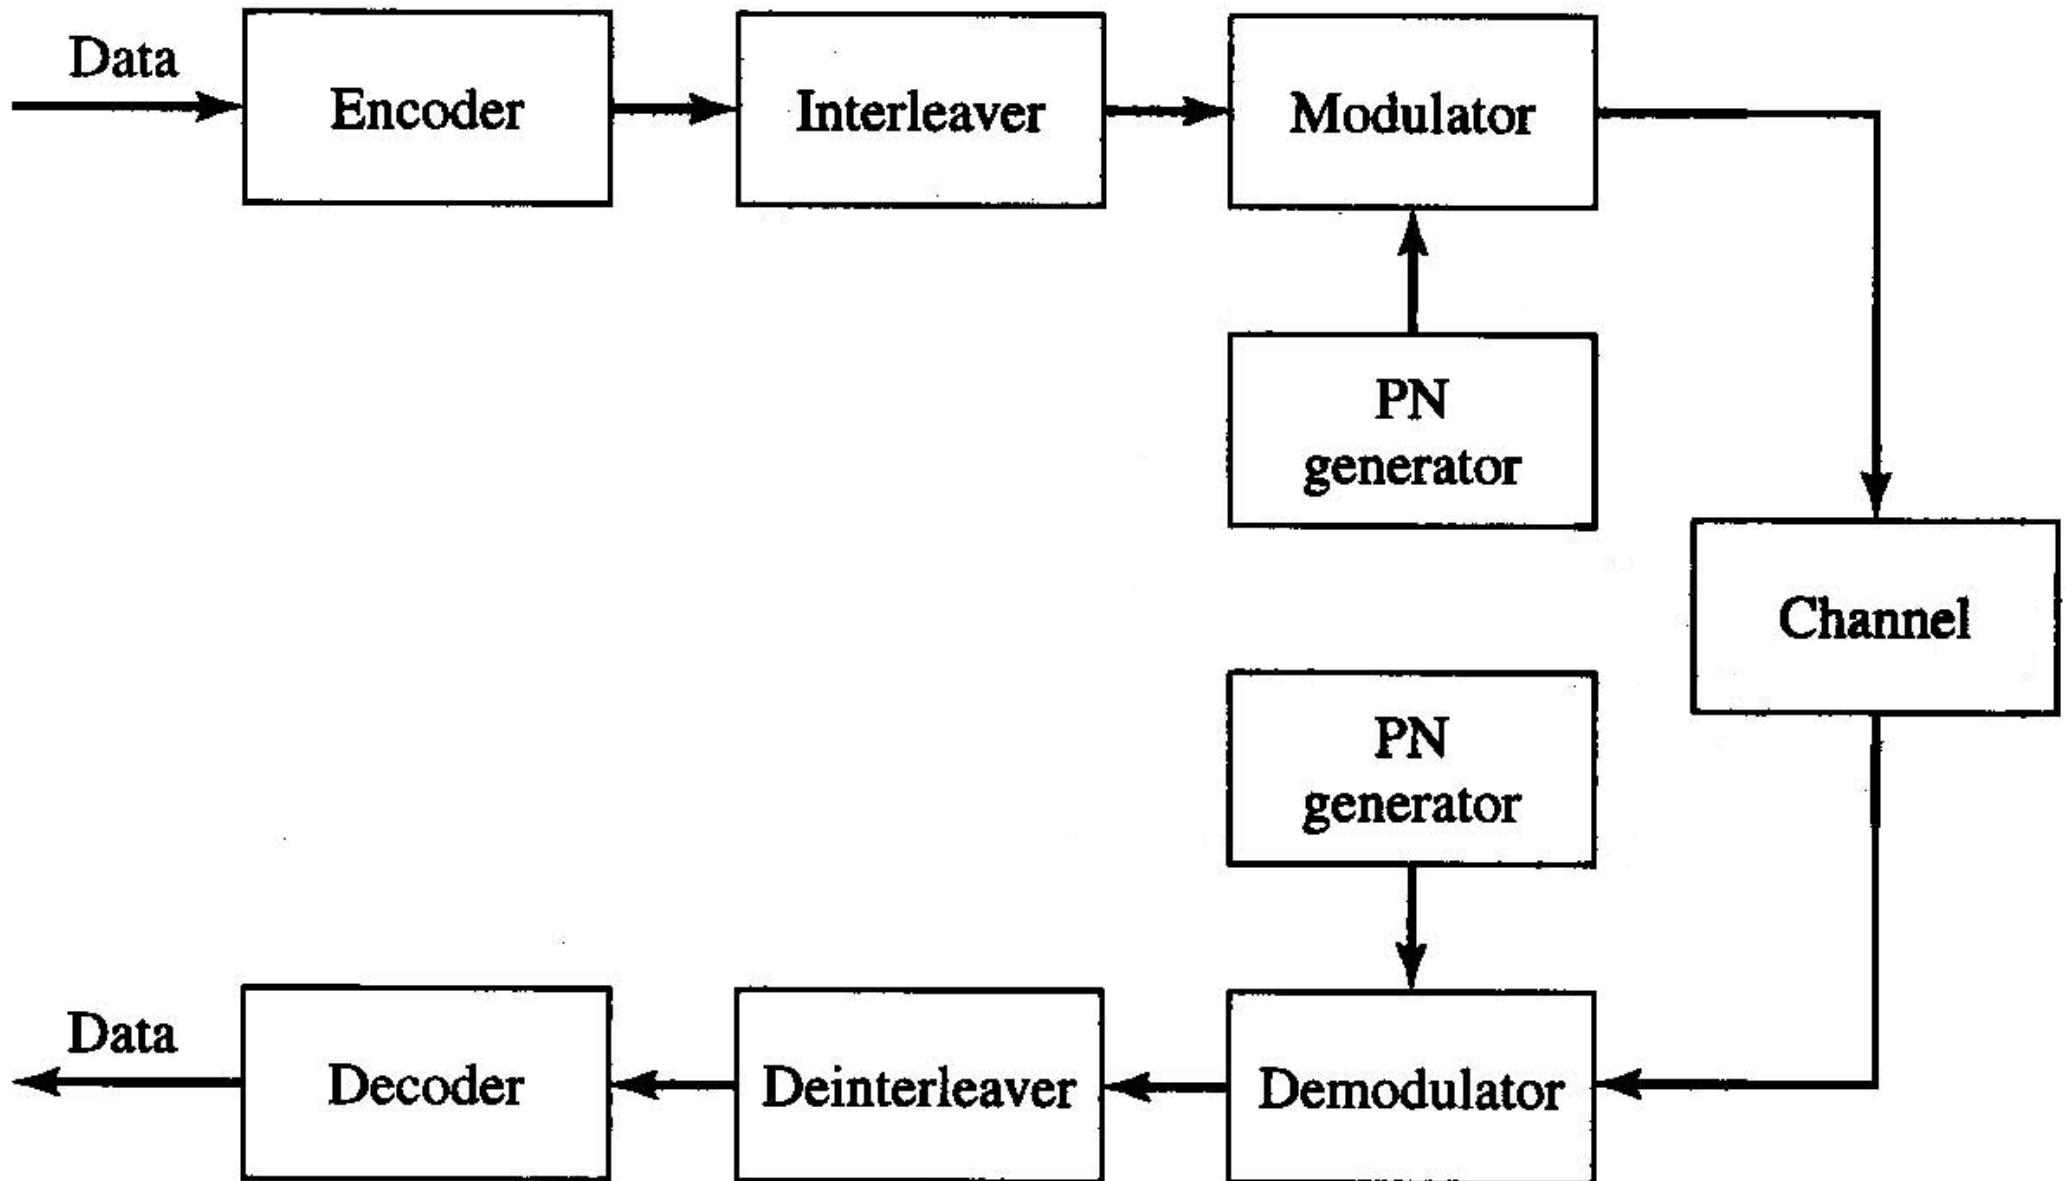 Data
Encoder
Interleaver
Modulator
PN
generator
Channel
PN
generator
Data
Decoder
Deinterleaver
Demodulator